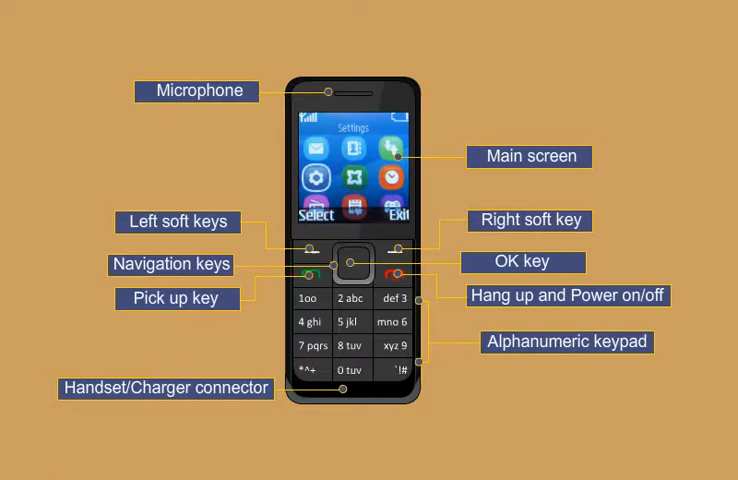 Microphone
Settings
Main screen
Select
Exit
Left soft keys
Right soft key
Navigation keys
OK key
Pick up key
Hang up and Power on/off
1oo
2 abc
def 3
4 ghi
5 jkl
mno 6
Alphanumeric keypad
7 pqrs
8 tuv
xyz 9
*^+
0 tuv
`!#
Handset/Charger connector